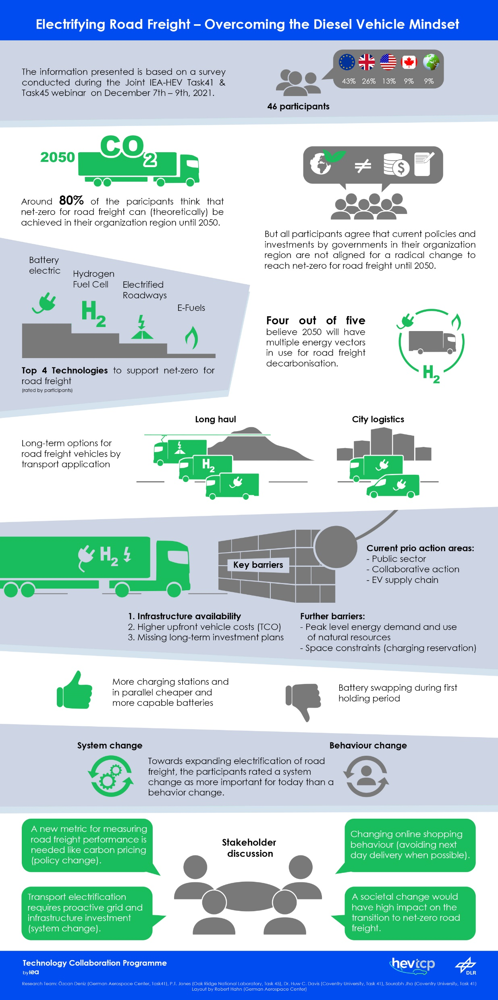 Electrifying Road Freight – Overcoming the Diesel Vehicle Mindset
The information presented is based on a survey
conducted during the Joint IEA-HEV Task41 &
Task45 webinar on December 7th – 9th, 2021.
43% 26% 13% 9% 9%
46 participants
2050
CO2
Around 80% of the paricipants think that
net-zero for road freight can (theoretically) be
achieved in their organization region until 2050.
$
But all participants agree that current policies and
investments by governments in their organization
region are not aligned for a radical change to
reach net-zero for road freight until 2050.
Battery
electric
Hydrogen
Fuel Cell
Electrified
Roadways
E-Fuels
H2
Top 4 Technologies to support net-zero for
road freight
(rated by participants)
Four out of five
believe 2050 will have
multiple energy vectors
in use for road freight
decarbonisation.
H2
Long haul
City logistics
Long-term options for
road freight vehicles by
transport application
H2
H2
Key barriers
Current prio action areas:
- Public sector
- Collaborative action
- EV supply chain
1. Infrastructure availability
2. Higher upfront vehicle costs (TCO)
3. Missing long-term investment plans
Further barriers:
- Peak level energy demand and use
of natural resources
- Space constraints (charging reservation)
More charging stations and
in parallel cheaper and
more capable batteries
Battery swapping during first
holding period
System change
Behaviour change
Towards expanding electrification of road
freight, the participants rated a system
change as more important for today than a
behavior change.
A new metric for measuring
road freight performance is
needed like carbon pricing
(policy change).
Stakeholder
discussion
Changing online shopping
behaviour (avoiding next
day delivery when possible).
Transport electrification
requires proactive grid and
infrastructure investment
(system change).
A societal change would
have high impact on the
transition to net-zero road
freight.
Technology Collaboration Programme
by iea
hevtcp
DLR
Research Team: Özcan Deniz (German Aerospace Center, Task41), P.T. Jones (Oak Ridge National Laboratory, Task 45), Dr. Huw C. Davis (Coventry University, Task 41), Sourabh Jha (Coventry University, Task 41)
Layout by Robert Hahn (German Aerospace Center)